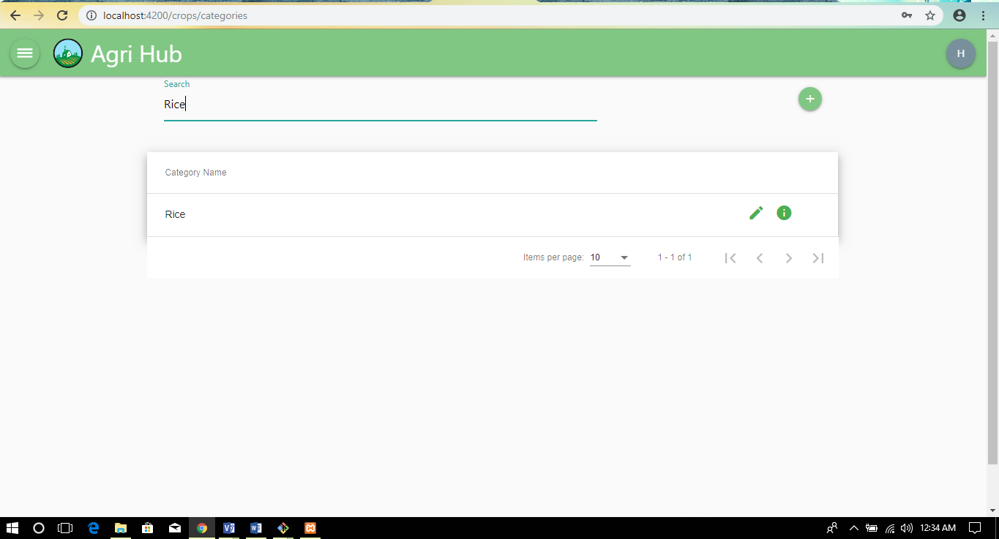 localhost:4200/crops/categories
Agri Hub
H
Search
Rice
Category Name
Rice
Items per page: 10 1 - 1 of 1
12:34 AM